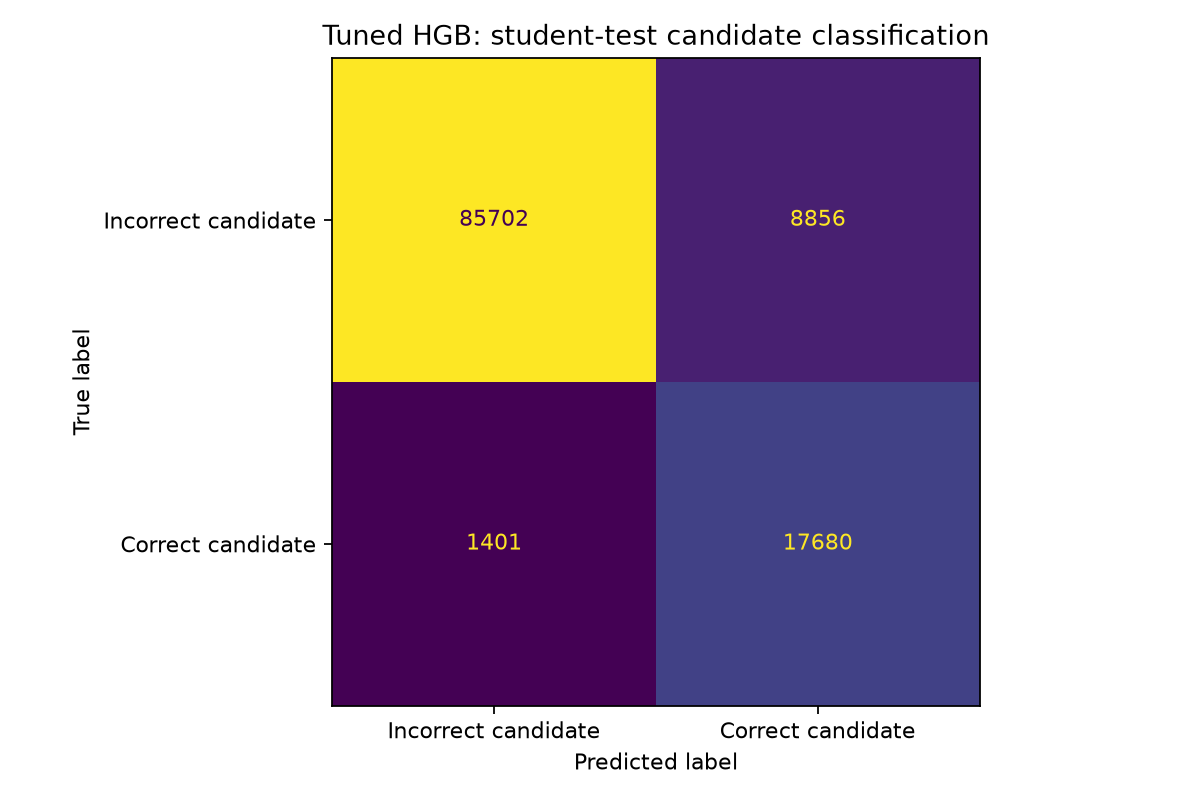 Tuned HGB: student-test candidate classification
True label
Incorrect candidate
85702
8856
Correct candidate
1401
17680
Incorrect candidate
Correct candidate
Predicted label